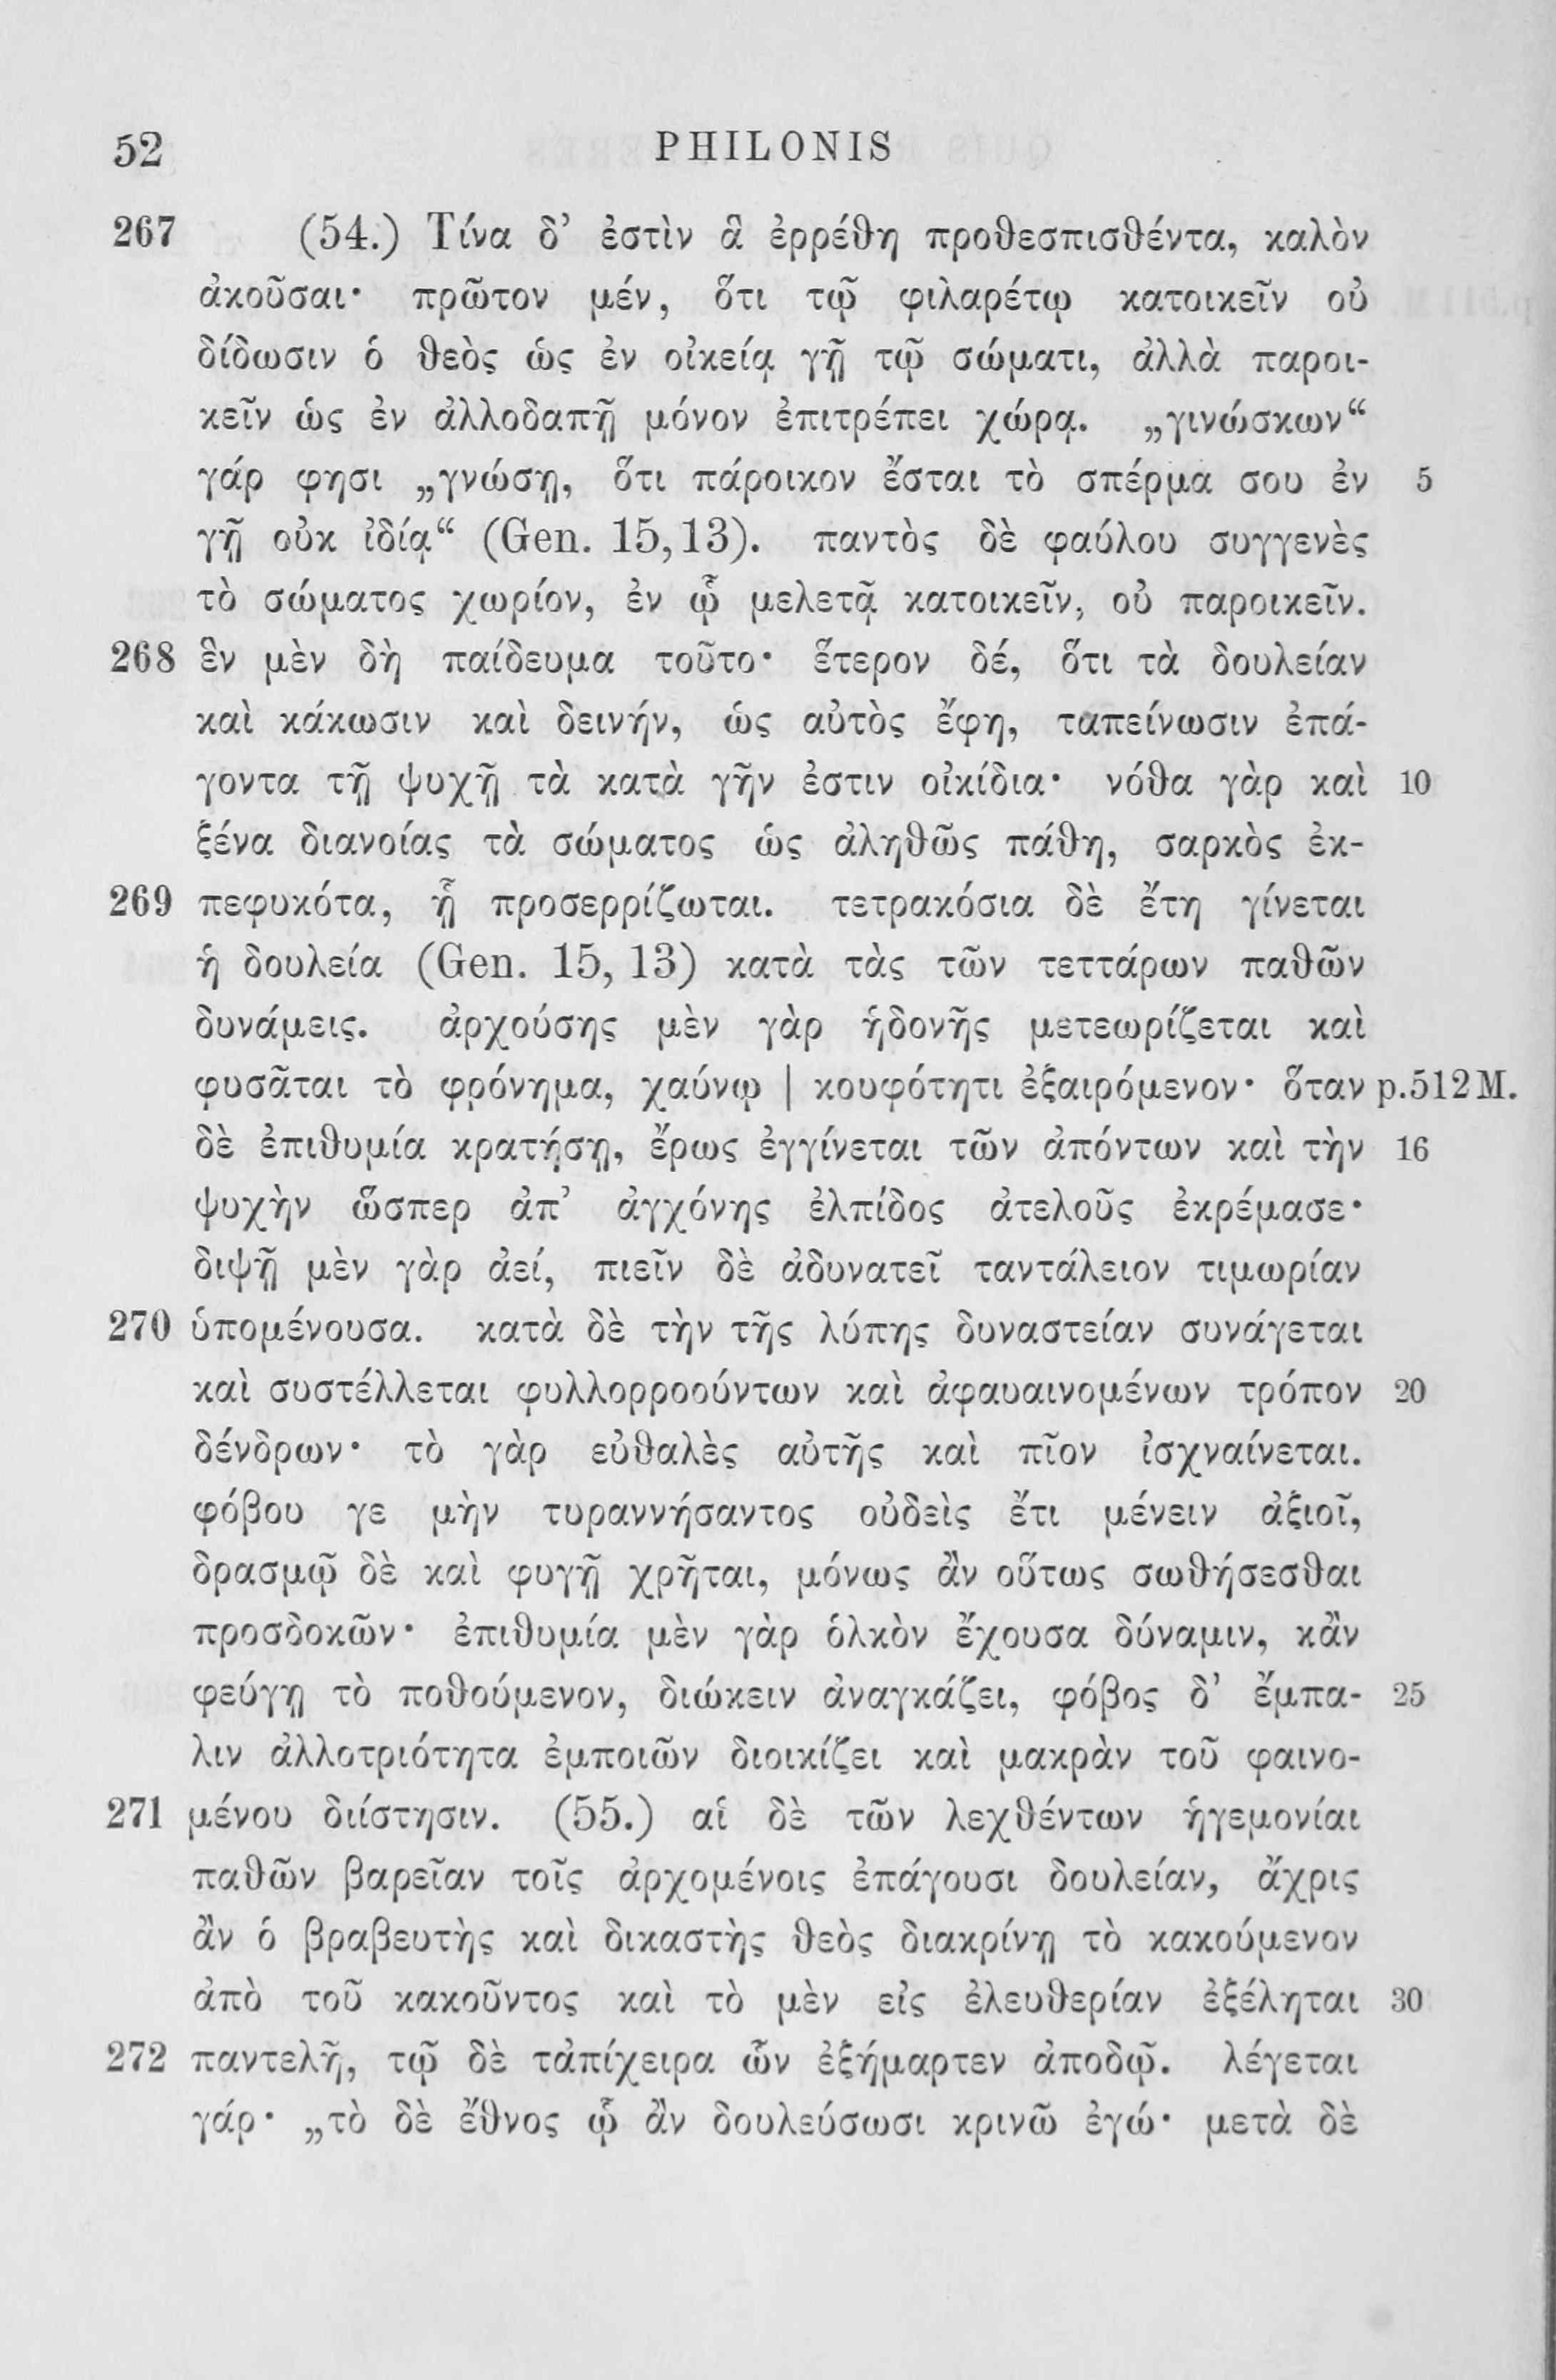 52 PHILONIS
267 (54.) Τίνα δ’ ἐστὶν ἃ ἐρρέθη προθεσπισθέντα, καλὸν
ἀκοῦσαι· πρῶτον μέν, ὅτι τῷ φιλαρέτῳ κατοικεῖν οὐ
δίδωσιν ὁ θεὸς ὡς ἐν οἰκείᾳ γῇ τῷ σώματι, ἀλλὰ παροι-
κεῖν ὡς ἐν ἀλλοδαπῇ μόνον ἐπιτρέπει χώρᾳ. „γινώσκων“
γάρ φησι „γνώσῃ, ὅτι πάροικον ἔσται τὸ σπέρμα σου ἐν 5
γῇ οὐκ ἰδίᾳ“ (Gen. 15,13). παντὸς δὲ φαύλου συγγενὲς
τὸ σώματος χωρίον, ἐν ᾧ μελετᾷ κατοικεῖν, οὐ παροικεῖν.
268 ἓν μὲν δὴ παίδευμα τοῦτο· ἕτερον δέ, ὅτι τὰ δουλείαν
καὶ κάκωσιν καὶ δεινήν, ὡς αὐτὸς ἔφη, ταπείνωσιν ἐπά-
γοντα τῇ ψυχῇ τὰ κατὰ γῆν ἐστιν οἰκίδια· νόθα γὰρ καὶ 10
ξένα διανοίας τὰ σώματος ὡς ἀληθῶς πάθη, σαρκὸς ἐκ-
269 πεφυκότα, ᾗ προσερρίζωται. τετρακόσια δὲ ἔτη γίνεται
ἡ δουλεία (Gen. 15, 13) κατὰ τὰς τῶν τεττάρων παθῶν
δυνάμεις. ἀρχούσης μὲν γὰρ ἡδονῆς μετεωρίζεται καὶ
φυσᾶται τὸ φρόνημα, χαύνῳ | κουφότητι ἐξαιρόμενον· ὅταν p.512 M.
δὲ ἐπιθυμία κρατήσῃ, ἔρως ἐγγίνεται τῶν ἀπόντων καὶ τὴν 16
ψυχὴν ὥσπερ ἀπ’ ἀγχόνης ἐλπίδος ἀτελοῦς ἐκρέμασε·
διψῇ μὲν γὰρ ἀεί, πιεῖν δὲ ἀδυνατεῖ ταντάλειον τιμωρίαν
270 ὑπομένουσα. κατὰ δὲ τὴν τῆς λύπης δυναστείαν συνάγεται
καὶ συστέλλεται φυλλορροούντων καὶ ἀφαυαινομένων τρόπον 20
δένδρων· τὸ γὰρ εὐθαλὲς αὐτῆς καὶ πῖον ἰσχναίνεται.
φόβου γε μὴν τυραννήσαντος οὐδεὶς ἔτι μένειν ἀξιοῖ,
δρασμῷ δὲ καὶ φυγῇ χρῆται, μόνως ἂν οὕτως σωθήσεσθαι
προσδοκῶν· ἐπιθυμία μὲν γὰρ ὁλκὸν ἔχουσα δύναμιν, κἂν
φεύγῃ τὸ ποθούμενον, διώκειν ἀναγκάζει, φόβος δ’ ἔμπα- 25
λιν ἀλλοτριότητα ἐμποιῶν διοικίζει καὶ μακρὰν τοῦ φαινο-
271 μένου διίστησιν. (55.) αἱ δὲ τῶν λεχθέντων ἡγεμονίαι
παθῶν βαρεῖαν τοῖς ἀρχομένοις ἐπάγουσι δουλείαν, ἄχρις
ἂν ὁ βραβευτὴς καὶ δικαστὴς θεὸς διακρίνῃ τὸ κακούμενον
ἀπὸ τοῦ κακοῦντος καὶ τὸ μὲν εἰς ἐλευθερίαν ἐξέληται 30
272 παντελῆ, τῷ δὲ τἀπίχειρα ὧν ἐξήμαρτεν ἀποδῷ. λέγεται
γάρ· „τὸ δὲ ἔθνος ᾧ ἂν δουλεύσωσι κρινῶ ἐγώ· μετὰ δὲ